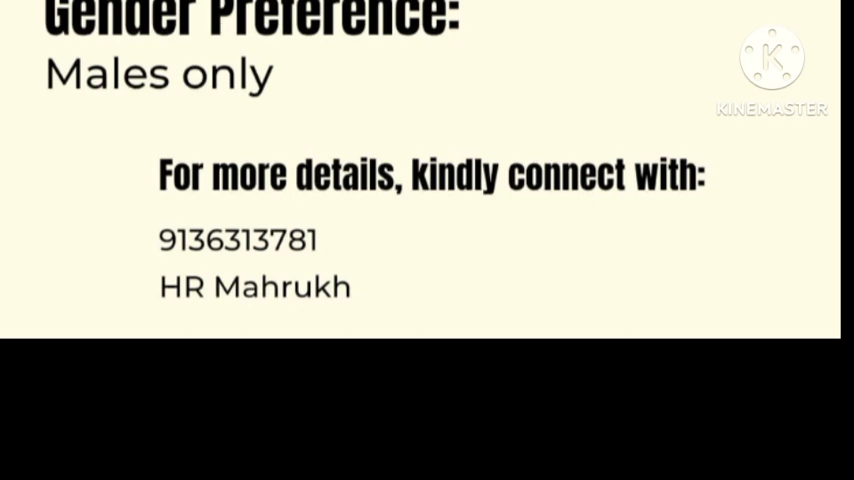 Gender Preference:
Males only
KINEMASTER
For more details, kindly connect with:
9136313781
HR Mahrukh